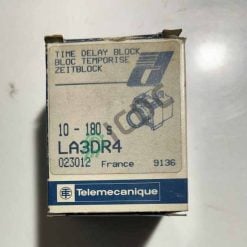 TIME DELAY BLOCK
BLOC TEMPORISE
ZEITBLOCK
10 - 180 s
LA3DR4
023012 France 9136
Telemecanique